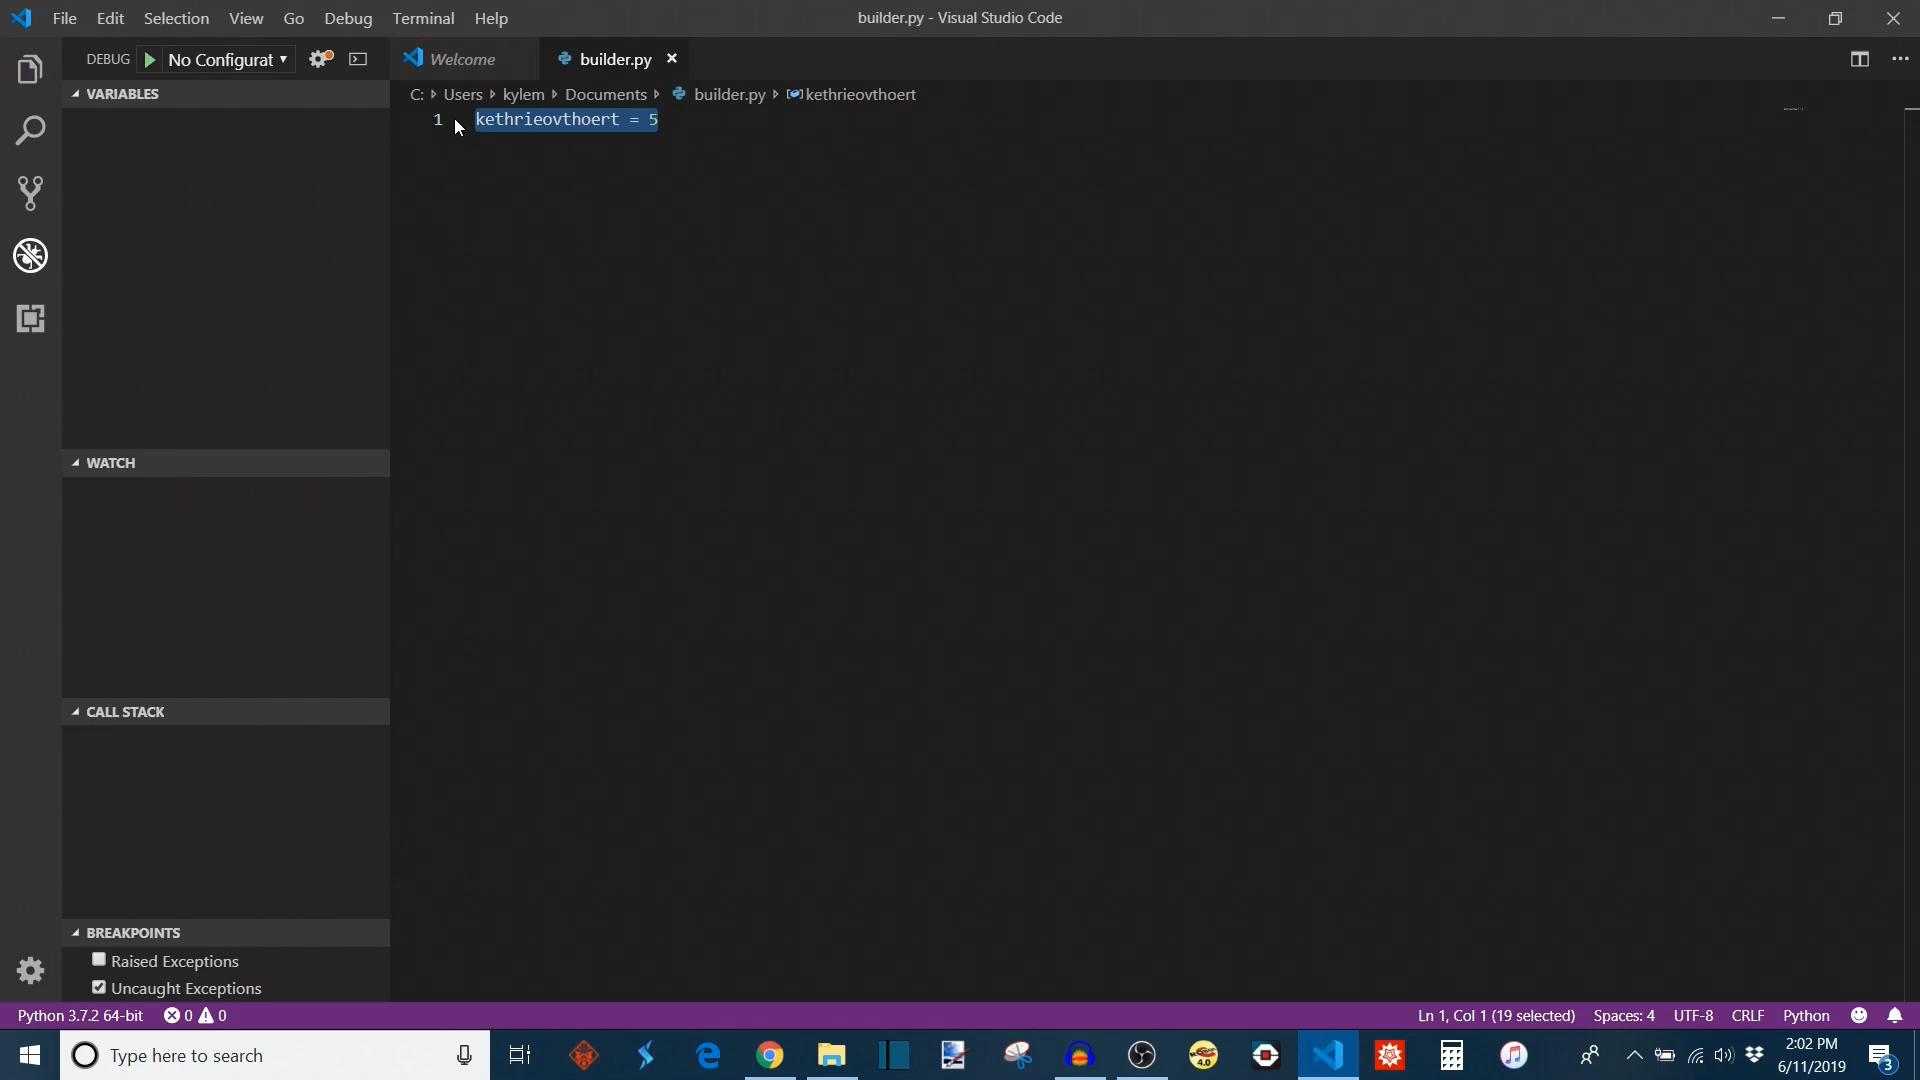 File Edit Selection View Go Debug Terminal Help
builder.py - Visual Studio Code
DEBUG No Configurat
Welcome
builder.py
VARIABLES
C: Users kylem Documents builder.py kethrieovthoert
1 kethrieovthoert = 5
WATCH
CALL STACK
BREAKPOINTS
Raised Exceptions
Uncaught Exceptions
Python 3.7.2 64-bit 0 0
Ln 1, Col 1 (19 selected) Spaces: 4 UTF-8 CRLF Python
Type here to search
4.0
2:02 PM
6/11/2019
3